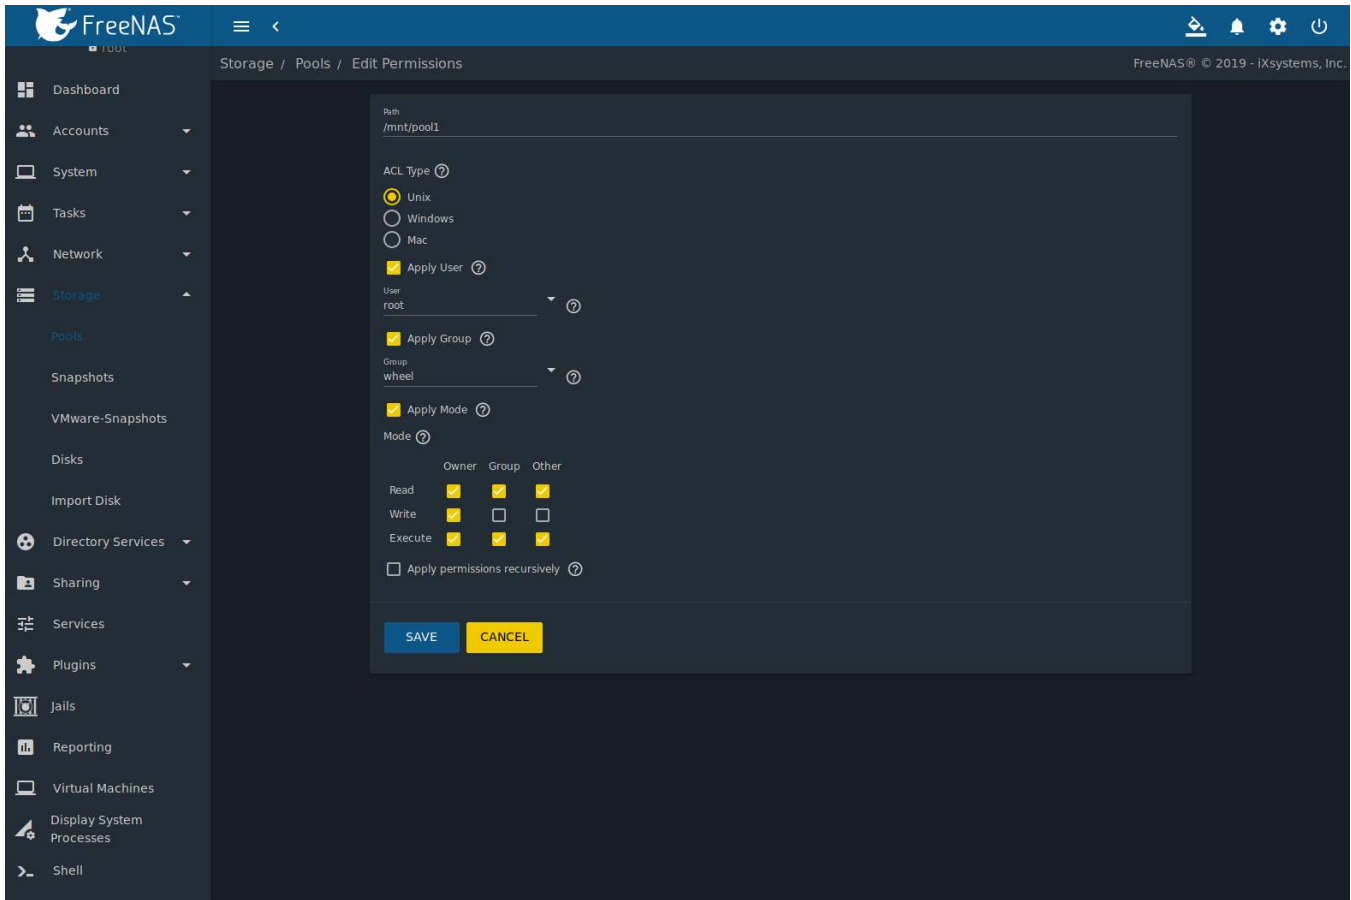 FreeNAS®
root
Storage / Pools / Edit Permissions
FreeNAS® © 2019 - iXsystems, Inc.
Dashboard
Accounts
System
Tasks
Network
Storage
Pools
Snapshots
VMware-Snapshots
Disks
Import Disk
Directory Services
Sharing
Services
Plugins
Jails
Reporting
Virtual Machines
Display System
Processes
Shell
Path
/mnt/pool1
ACL Type
Unix
Windows
Mac
Apply User
User
root
Apply Group
Group
wheel
Apply Mode
Mode
Owner Group Other
Read
Write
Execute
Apply permissions recursively
SAVE CANCEL